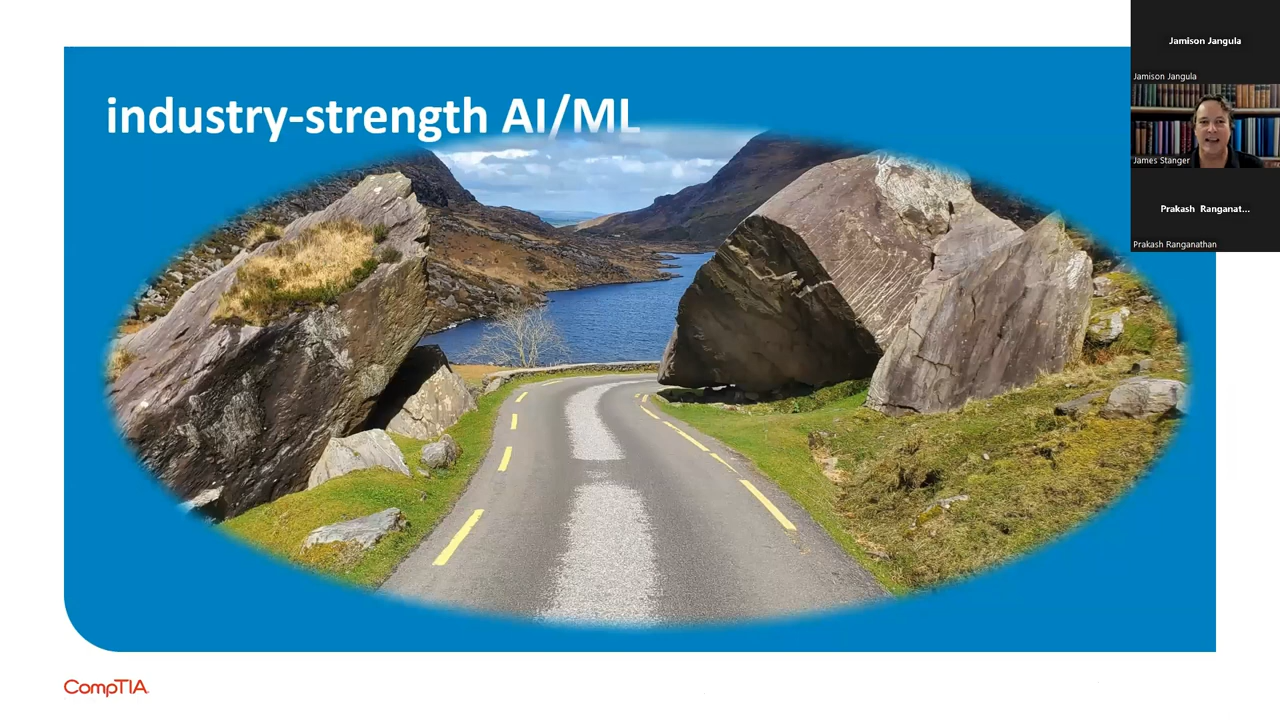 industry-strength AI/ML
Jamison Jangula
Jamison Jangula
James Stanger
Prakash Ranganat...
Prakash Ranganathan
CompTIA.